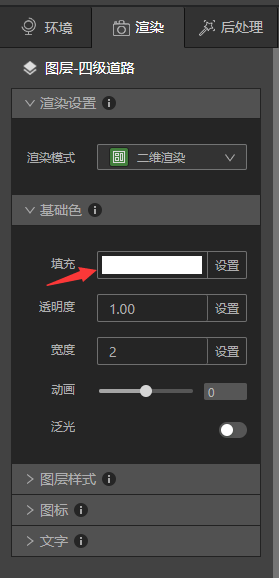 环境 渲染 后处理
图层-四级道路
渲染设置
渲染模式 二维渲染
基础色
填充 设置
透明度 1.00 设置
宽度 2 设置
动画 0
泛光
图层样式
图标
文字